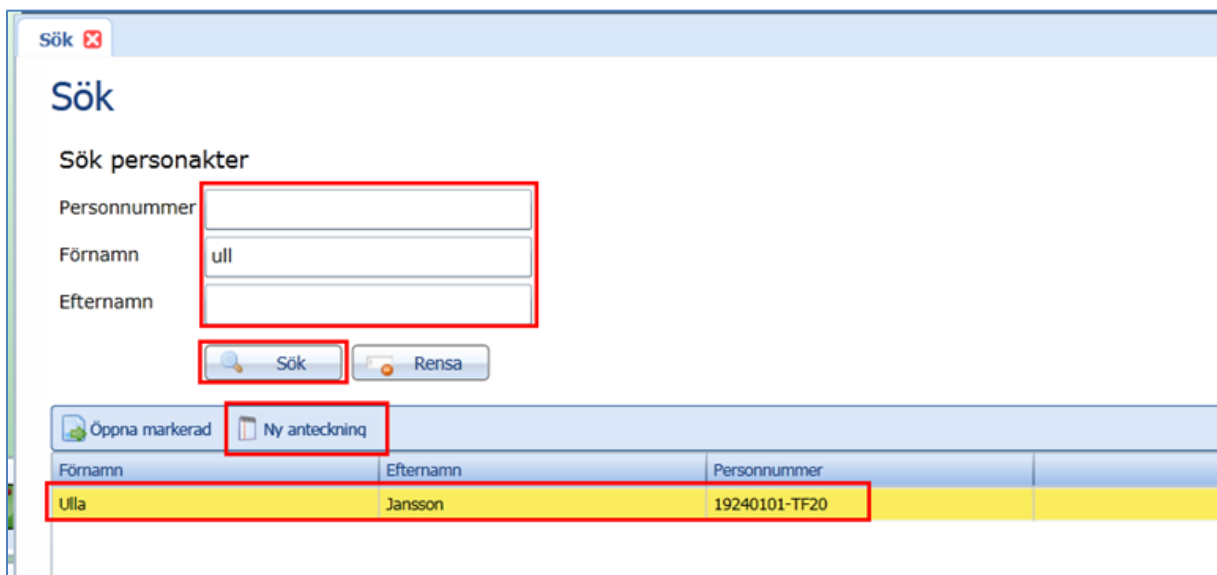 Sök
Sök
Sök personakter
Personnummer
Förnamn ull
Efternamn
Sök Rensa
Öppna markerad Ny anteckning
Förnamn Efternamn Personnummer
Ulla Jansson 19240101-TF20